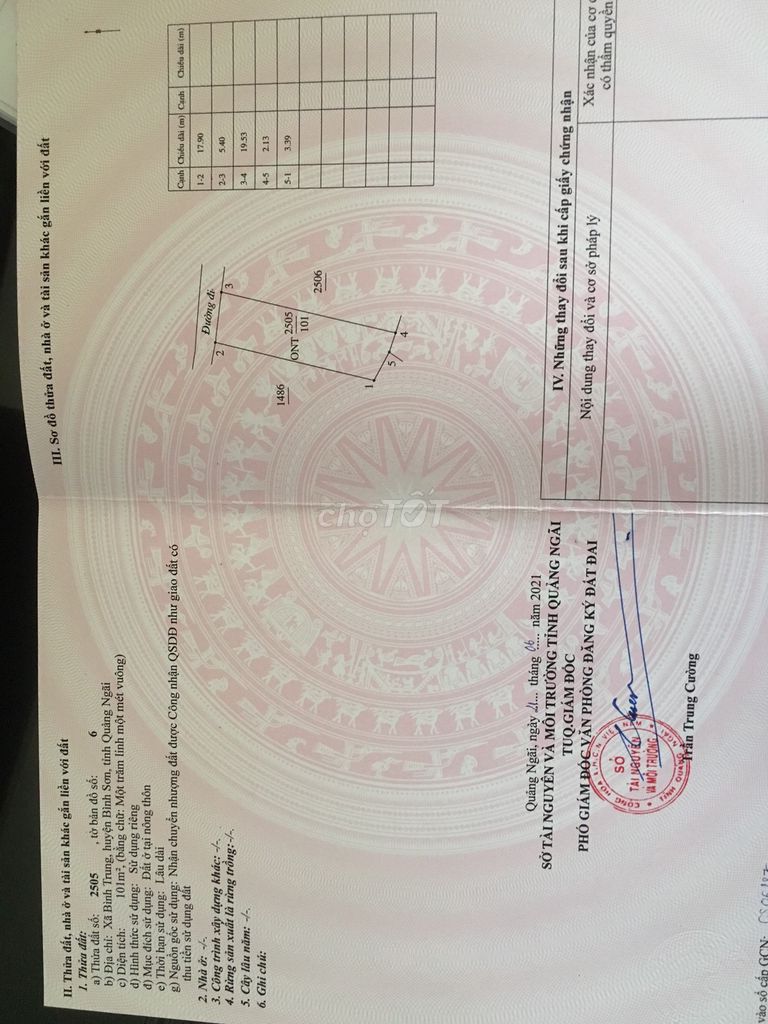 II. Thửa đất, nhà ở và tài sản khác gắn liền với đất
1. Thửa đất:
a) Thửa đất số: 2505 , tờ bản đồ số: 6
b) Địa chỉ: Xã Bình Trung, huyện Bình Sơn, tỉnh Quảng Ngãi
c) Diện tích: 101m², (bằng chữ: Một trăm linh một mét vuông)
d) Hình thức sử dụng: Sử dụng riêng
đ) Mục đích sử dụng: Đất ở tại nông thôn
e) Thời hạn sử dụng: Lâu dài
g) Nguồn gốc sử dụng: Nhận chuyển nhượng đất được Công nhận QSDĐ như giao đất có
thu tiền sử dụng đất
2. Nhà ở: -/-.
3. Công trình xây dựng khác: -/-.
4. Rừng sản xuất là rừng trồng: -/-.
5. Cây lâu năm: -/-.
6. Ghi chú:
Quảng Ngãi, ngày 21... tháng 06 ..... năm 2021
SỞ TÀI NGUYÊN VÀ MÔI TRƯỜNG TỈNH QUẢNG NGÃI
TUQ.GIÁM ĐỐC
PHÓ GIÁM ĐỐC VĂN PHÒNG ĐĂNG KÝ ĐẤT ĐAI
SỞ
TÀI NGUYÊN
VÀ MÔI TRƯỜNG
Trần Trung Cường
vào sổ cấp GCN:
III. Sơ đồ thửa đất, nhà ở và tài sản khác gắn liền với đất
Đường đi
2
3
1486
ONT 2505
101
2506
1
5
4
Cạnh Chiều dài (m) Cạnh Chiều dài (m)
1-2 17.90
2-3 5.40
3-4 19.53
4-5 2.13
5-1 3.39
IV. Những thay đổi sau khi cấp giấy chứng nhận
Nội dung thay đổi và cơ sở pháp lý
Xác nhận của cơ
có thẩm quyền
choTỐT